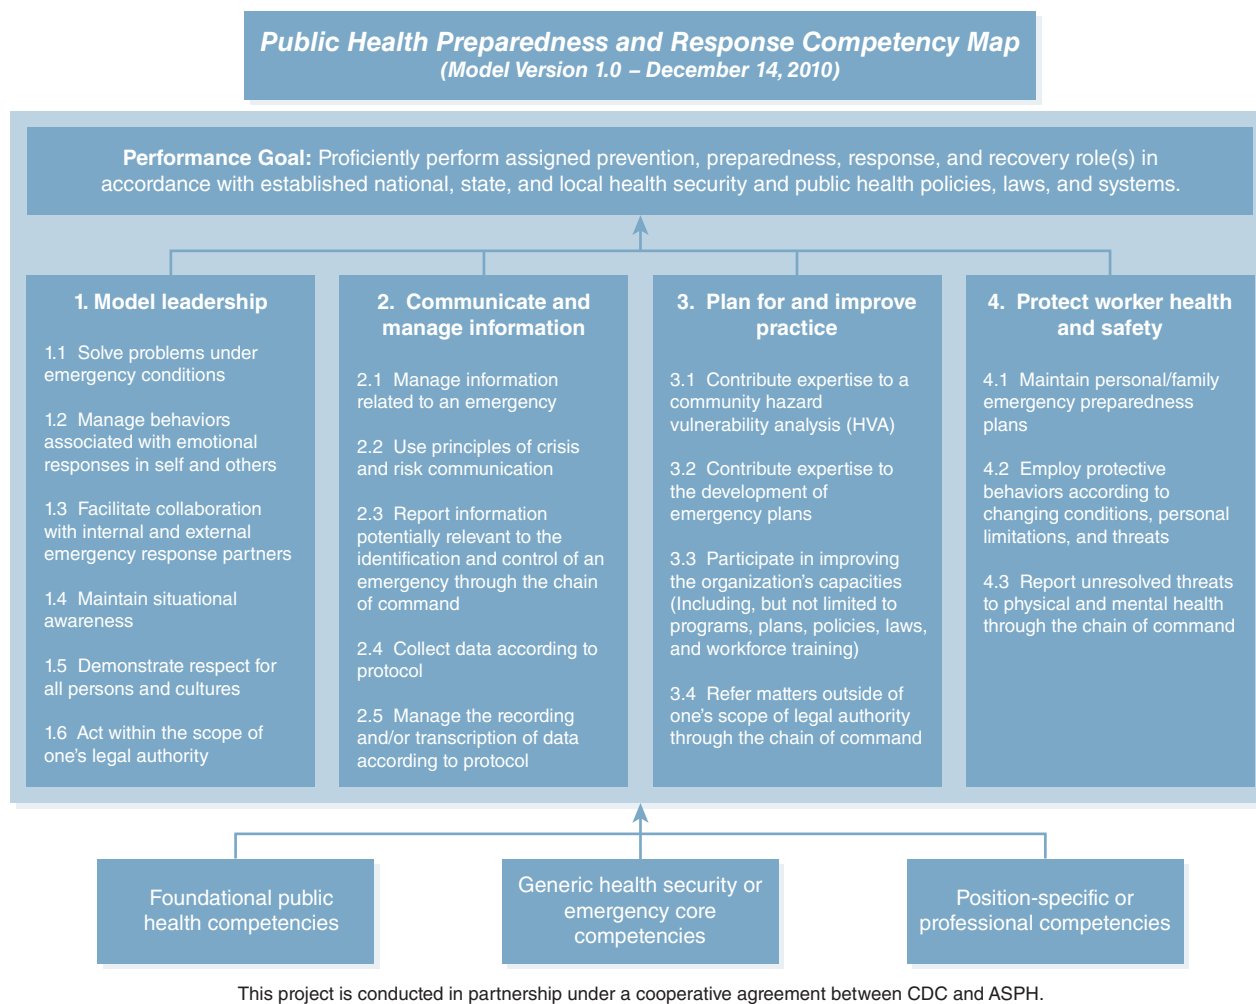 Public Health Preparedness and Response Competency Map
(Model Version 1.0 – December 14, 2010)
Performance Goal: Proficiently perform assigned prevention, preparedness, response, and recovery role(s) in
accordance with established national, state, and local health security and public health policies, laws, and systems.
1. Model leadership
1.1 Solve problems under
emergency conditions
1.2 Manage behaviors
associated with emotional
responses in self and others
1.3 Facilitate collaboration
with internal and external
emergency response partners
1.4 Maintain situational
awareness
1.5 Demonstrate respect for
all persons and cultures
1.6 Act within the scope of
one’s legal authority
2. Communicate and
manage information
2.1 Manage information
related to an emergency
2.2 Use principles of crisis
and risk communication
2.3 Report information
potentially relevant to the
identification and control of an
emergency through the chain
of command
2.4 Collect data according to
protocol
2.5 Manage the recording
and/or transcription of data
according to protocol
3. Plan for and improve
practice
3.1 Contribute expertise to a
community hazard
vulnerability analysis (HVA)
3.2 Contribute expertise to
the development of
emergency plans
3.3 Participate in improving
the organization’s capacities
(Including, but not limited to
programs, plans, policies, laws,
and workforce training)
3.4 Refer matters outside of
one’s scope of legal authority
through the chain of command
4. Protect worker health
and safety
4.1 Maintain personal/family
emergency preparedness
plans
4.2 Employ protective
behaviors according to
changing conditions, personal
limitations, and threats
4.3 Report unresolved threats
to physical and mental health
through the chain of command
Foundational public
health competencies
Generic health security or
emergency core
competencies
Position-specific or
professional competencies
This project is conducted in partnership under a cooperative agreement between CDC and ASPH.